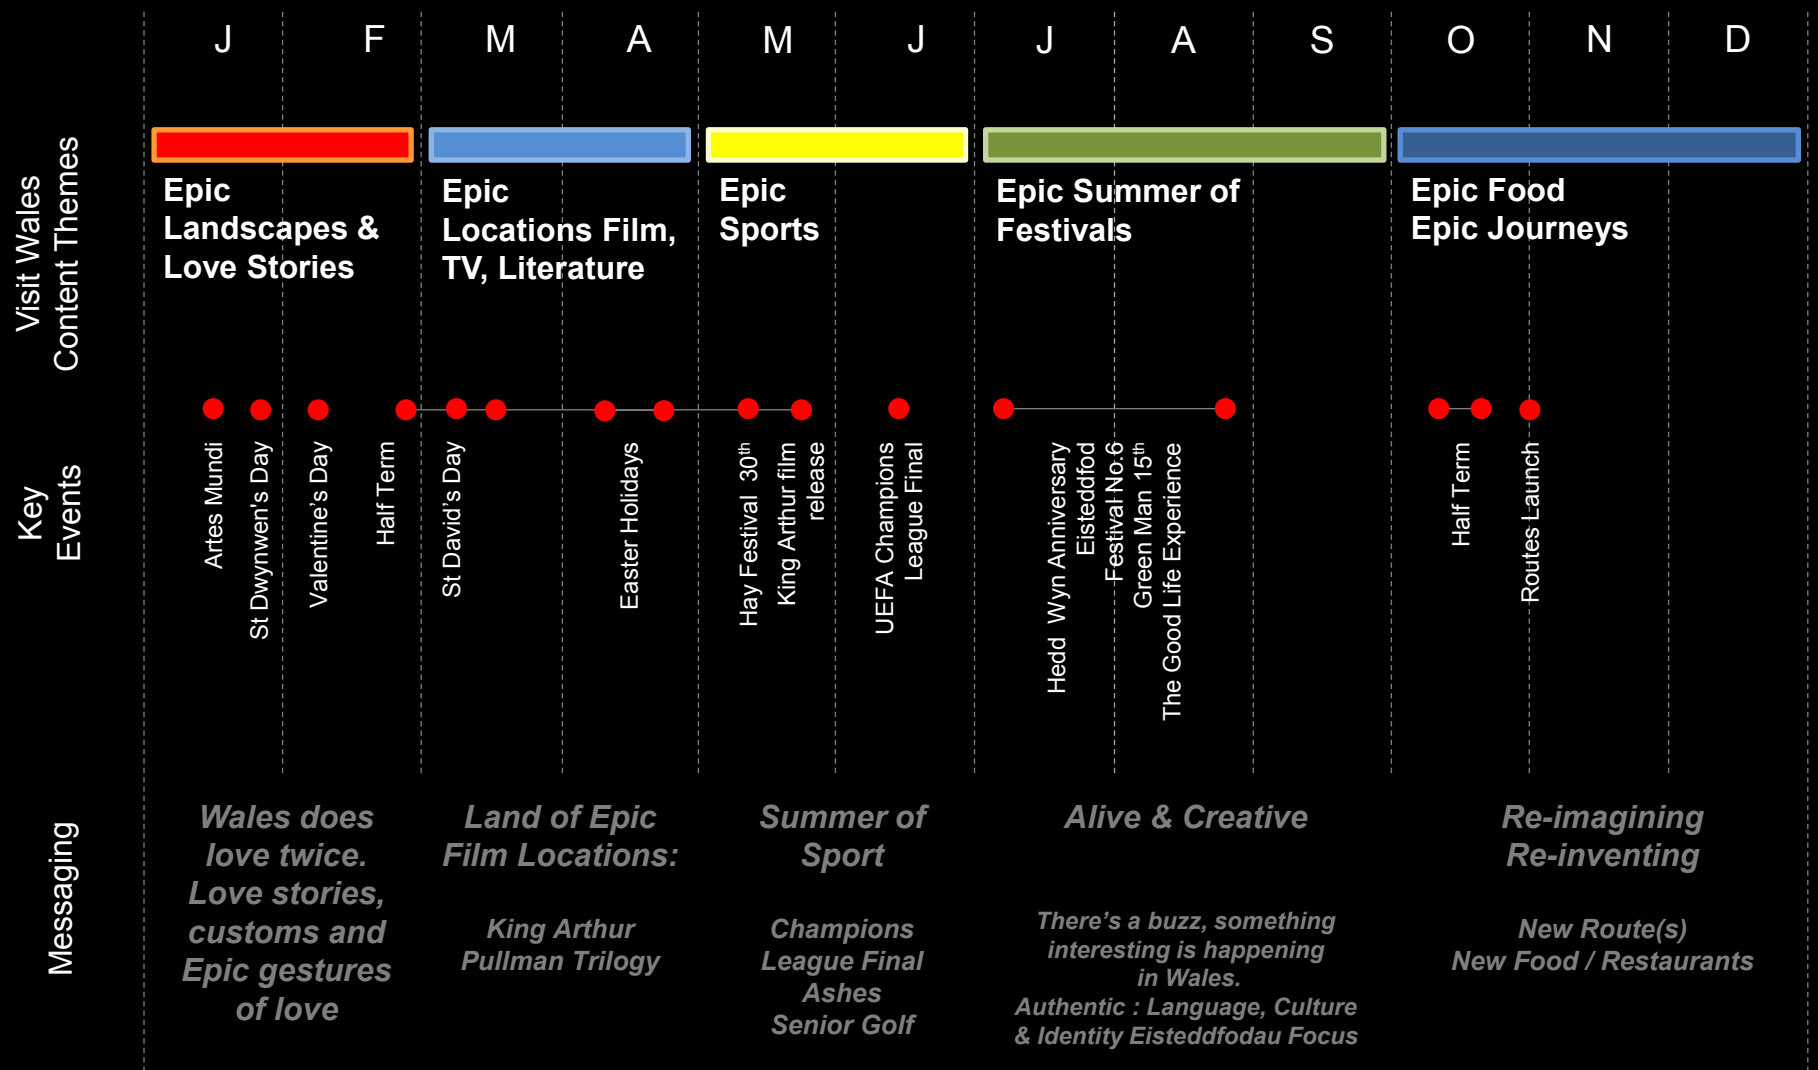 J F M A M J J A S O N D
Visit Wales
Content Themes
Epic
Landscapes &
Love Stories
Epic
Locations Film,
TV, Literature
Epic
Sports
Epic Summer of
Festivals
Epic Food
Epic Journeys
Key
Events
Artes Mundi
St Dwynwen's Day
Valentine's Day
Half Term
St David's Day
Easter Holidays
Hay Festival 30th
King Arthur film
release
UEFA Champions
League Final
Hedd Wyn Anniversary
Eisteddfod
Festival No.6
Green Man 15th
The Good Life Experience
Half Term
Routes Launch
Messaging
Wales does
love twice.
Love stories,
customs and
Epic gestures
of love
Land of Epic
Film Locations:
King Arthur
Pullman Trilogy
Summer of
Sport
Champions
League Final
Ashes
Senior Golf
Alive & Creative
There's a buzz, something
interesting is happening
in Wales.
Authentic : Language, Culture
& Identity Eisteddfodau Focus
Re-imagining
Re-inventing
New Route(s)
New Food / Restaurants